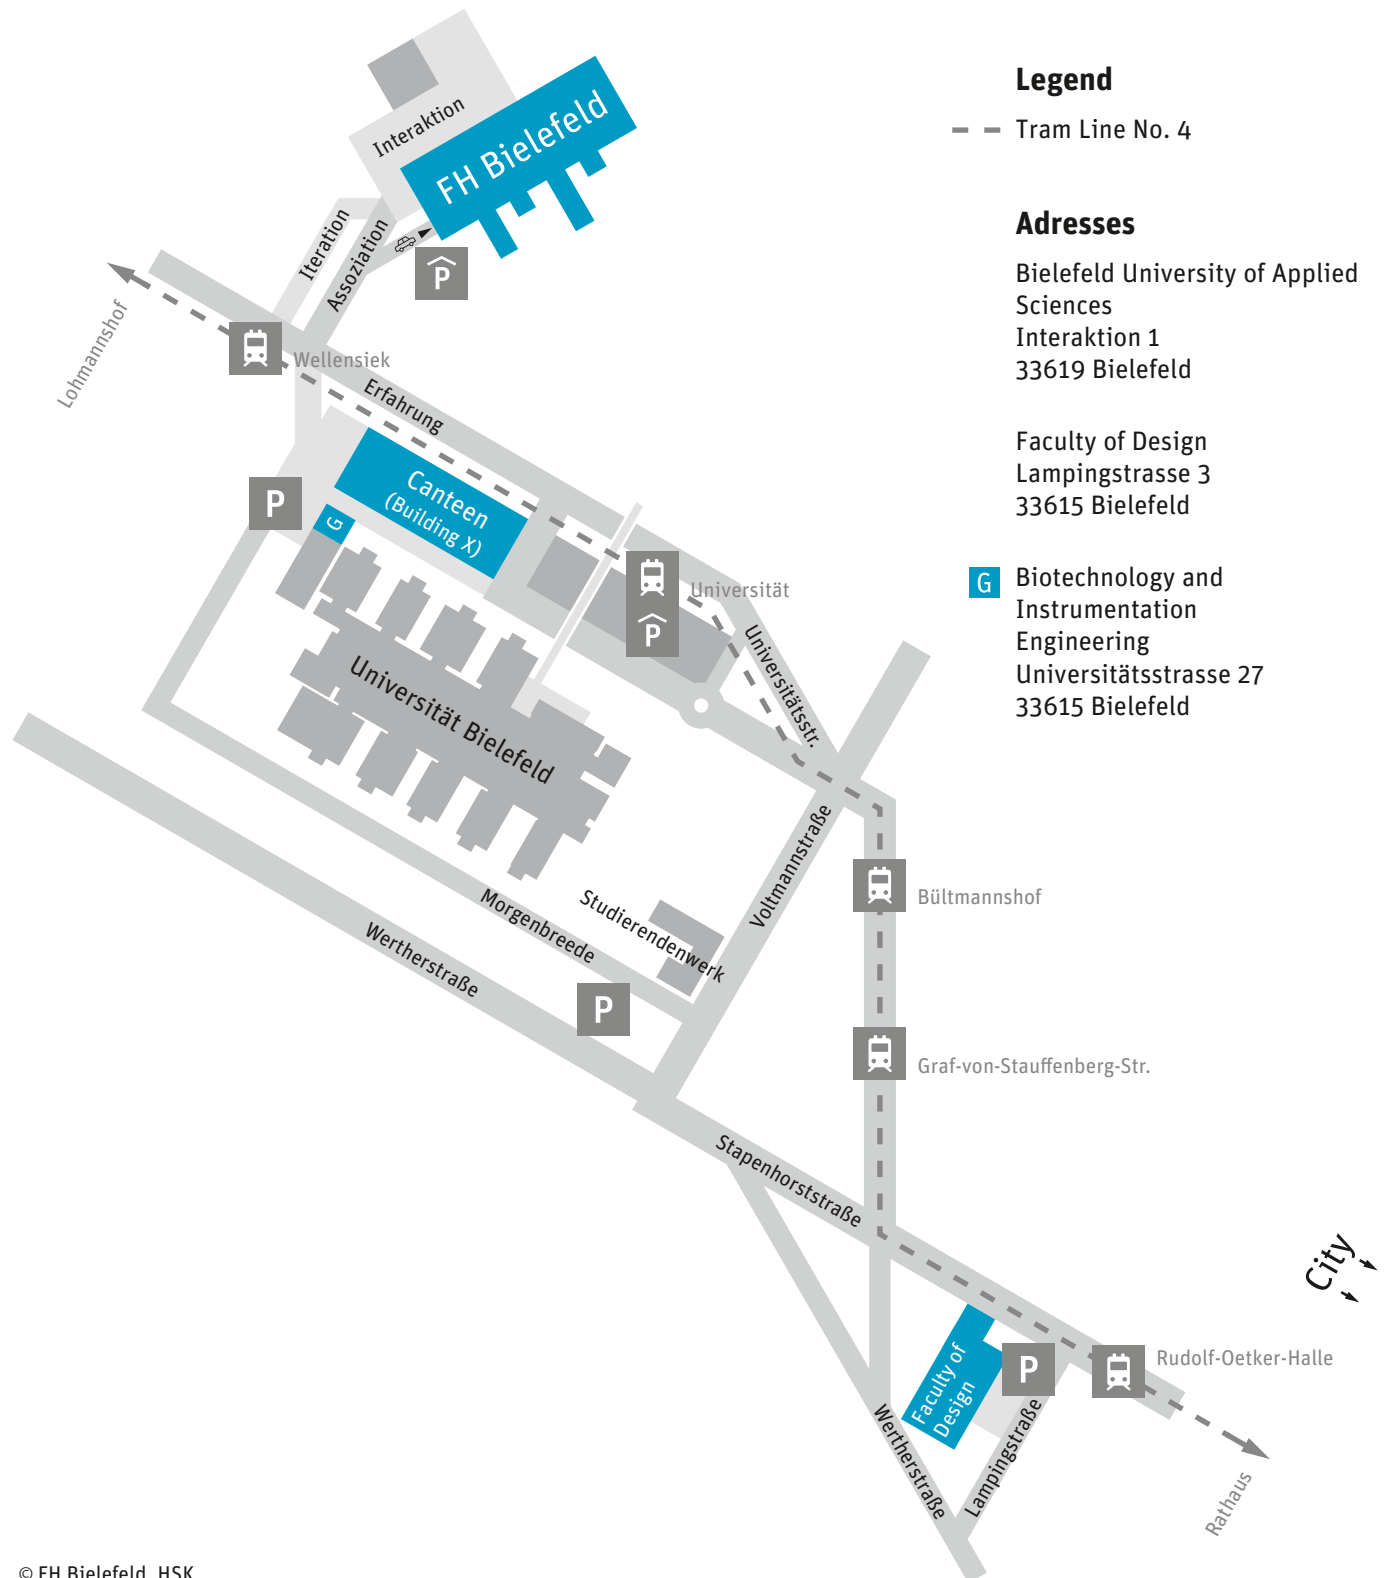 Legend
Tram Line No. 4
Adresses
Bielefeld University of Applied
Sciences
Interaktion 1
33619 Bielefeld
Faculty of Design
Lampingstrasse 3
33615 Bielefeld
G
Biotechnology and
Instrumentation
Engineering
Universitätsstrasse 27
33615 Bielefeld
Interaktion
FH Bielefeld
Iteration
Assoziation
P
Lohmannshof
Wellensiek
Erfahrung
Canteen
(Building X)
P
G
Universität
P
Universitätsstr.
Universität Bielefeld
Voltmannstraße
Bültmannshof
Studierendenwerk
Morgenbreede
Wertherstraße
P
Graf-von-Stauffenberg-Str.
Stapenhorststraße
City
Rudolf-Oetker-Halle
P
Faculty of
Design
Wertherstraße
Lampingstraße
Rathaus
© FH Bielefeld, HSK